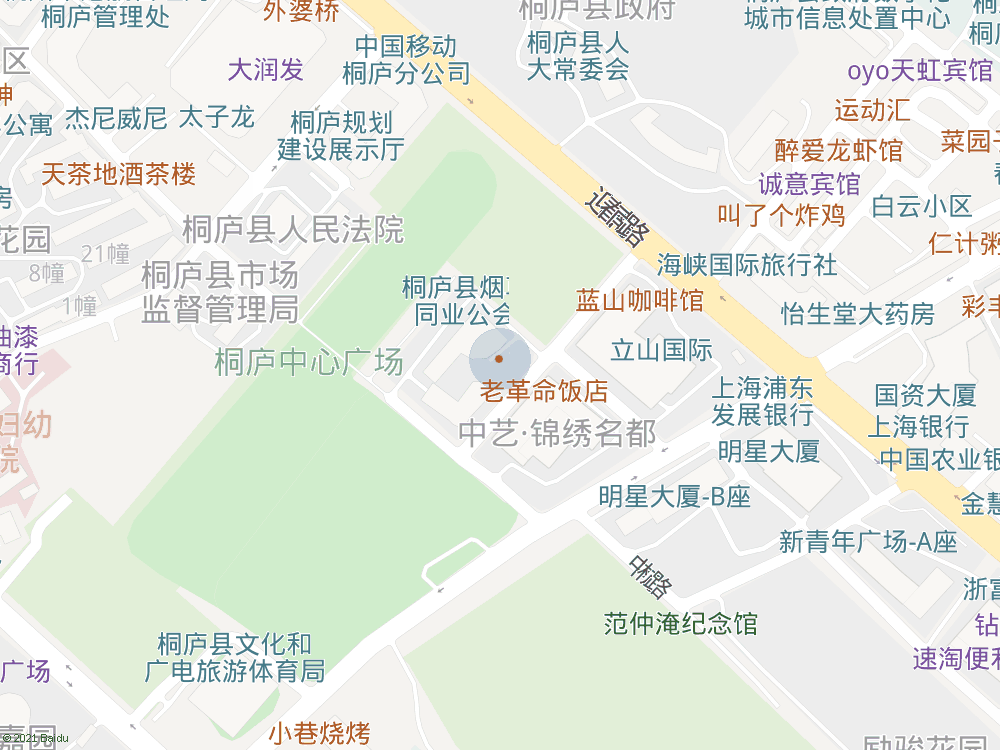 桐庐管理处
外婆桥
桐庐县政府
城市信息处置中心
中国移动
桐庐分公司
桐庐县人
大常委会
区
大润发
oyo天虹宾馆
公寓
杰尼威尼
太子龙
桐庐规划
建设展示厅
运动汇
醉爱龙虾馆
菜园子
天茶地酒茶楼
诚意宾馆
房
叫了个炸鸡
白云小区
迎春南路
花园
桐庐县人民法院
仁计粥
21幢
8幢
1幢
桐庐县市场
监督管理局
海峡国际旅行社
桐庐县烟
同业公会
蓝山咖啡馆
彩丰
怡生堂大药房
油漆
商行
桐庐中心广场
立山国际
老革命饭店
上海浦东
发展银行
国资大厦
上海银行
妇幼
院
中艺·锦绣名都
明星大厦
中国农业银
明星大厦-B座
金慧
新青年广场-A座
中杭路
浙富
范仲淹纪念馆
钻
桐庐县文化和
广电旅游体育局
速淘便利
广场
小巷烧烤
嘉园
励骏花园
© 2021 Baidu